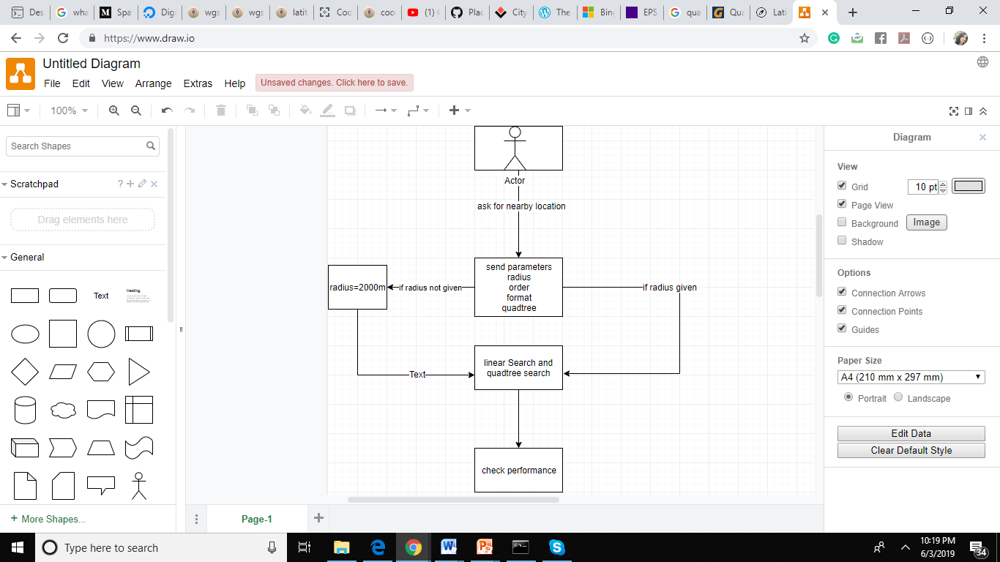 Des
wha
Spa
Digi
wgs
wgs
latit
Coc
coo
(1) (
Plac
City
The
Bing
EPS
qua
Qua
Lati
https://www.draw.io
Untitled Diagram
File Edit View Arrange Extras Help
Unsaved changes. Click here to save.
100%
Search Shapes
Scratchpad
?
Drag elements here
General
Text
Heading
+ More Shapes...
Actor
ask for nearby location
send parameters
radius
order
format
quadtree
if radius not given
radius=2000m
if radius given
Text
linear Search and
quadtree search
check performance
Page-1
Diagram
View
Grid
10 pt
Page View
Background
Image
Shadow
Options
Connection Arrows
Connection Points
Guides
Paper Size
A4 (210 mm x 297 mm)
Portrait
Landscape
Edit Data
Clear Default Style
Type here to search
10:19 PM
6/3/2019
34